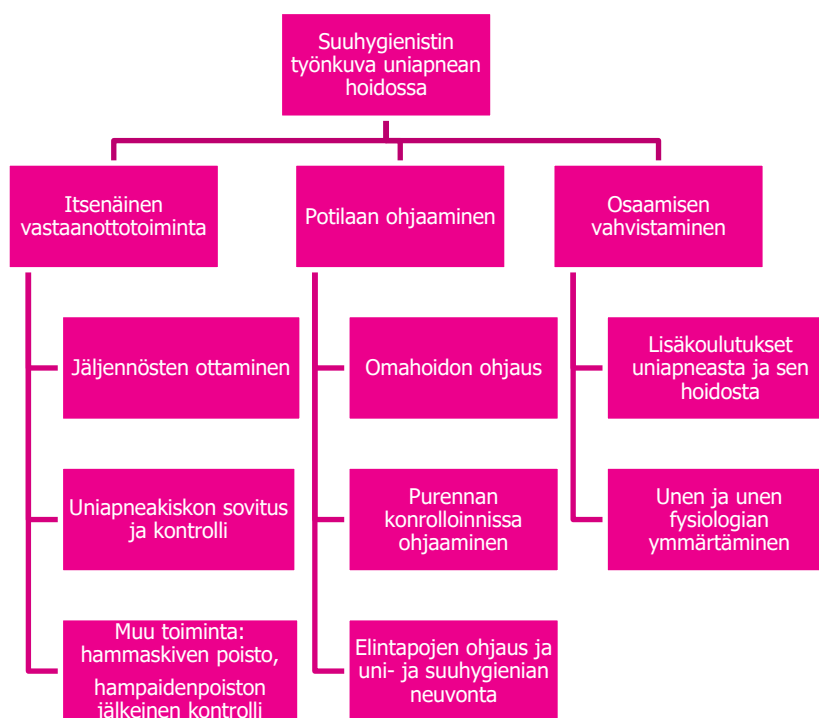 Suuhygienistin
työnkuva uniapnean
hoidossa
Itsenäinen
vastaanottotoiminta
Potilaan ohjaaminen
Osaamisen
vahvistaminen
Jäljennösten ottaminen
Omahoidon ohjaus
Lisäkoulutukset
uniapneasta ja sen
hoidosta
Uniapneakiskon sovitus
ja kontrolli
Purennan
konrolloinnissa
ohjaaminen
Unen ja unen
fysiologian
ymmärtäminen
Muu toiminta:
hammaskiven poisto,
hampaidenpoiston
jälkeinen kontrolli
Elintapojen ohjaus ja
uni- ja suuhygienian
neuvonta